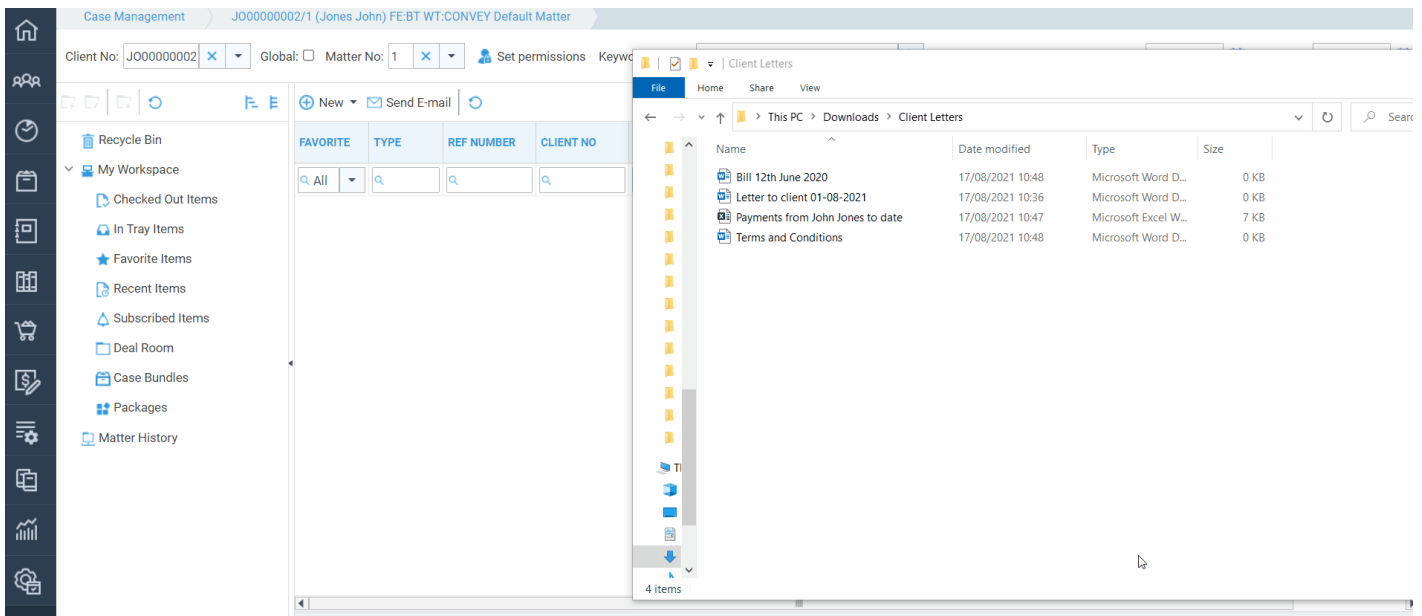 Case Management JO00000002/1 (Jones John) FE:BT WT:CONVEY Default Matter
Client No: JO00000002 Global: Matter No: 1 Set permissions
New Send E-mail
Recycle Bin
My Workspace
Checked Out Items
In Tray Items
Favorite Items
Recent Items
Subscribed Items
Deal Room
Case Bundles
Packages
Matter History
FAVORITE TYPE REF NUMBER CLIENT NO
All
Client Letters
File Home Share View
This PC > Downloads > Client Letters
Name Date modified Type Size
Bill 12th June 2020 17/08/2021 10:48 Microsoft Word D... 0 KB
Letter to client 01-08-2021 17/08/2021 10:36 Microsoft Word D... 0 KB
Payments from John Jones to date 17/08/2021 10:47 Microsoft Excel W... 7 KB
Terms and Conditions 17/08/2021 10:48 Microsoft Word D... 0 KB
4 items